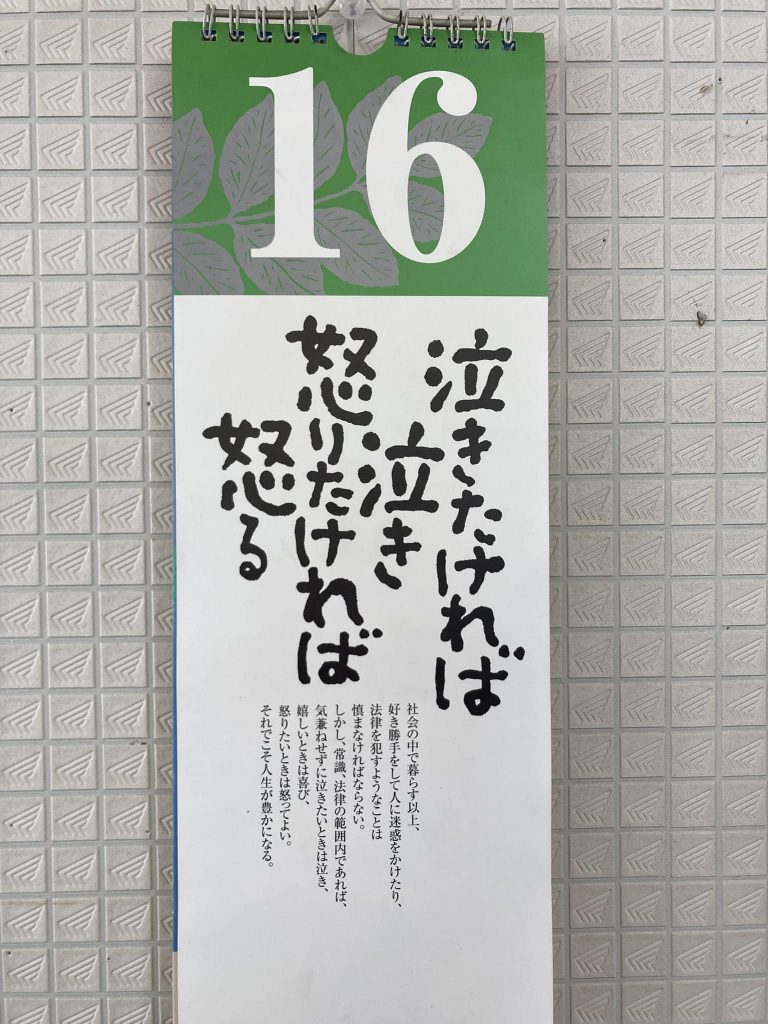 16
泣きたければ
泣き
怒りたければ
怒る
社会の中で暮らす以上、
好き勝手をして人に迷惑をかけたり、
法律を犯すようなことは
慎まなければならない。
しかし、常識、法律の範囲内であれば、
気兼ねせずに泣きたいときは泣き、
嬉しいときは喜び、
怒りたいときは怒ってよい。
それでこそ人生が豊かになる。